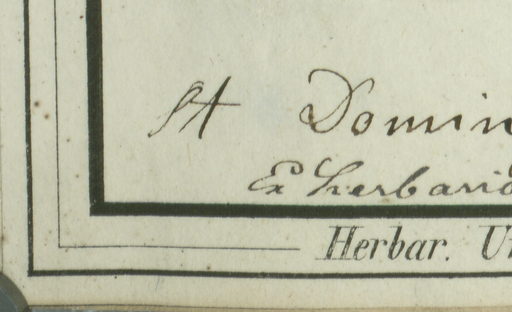 St Domin
Ex Herbario
Herbar. U